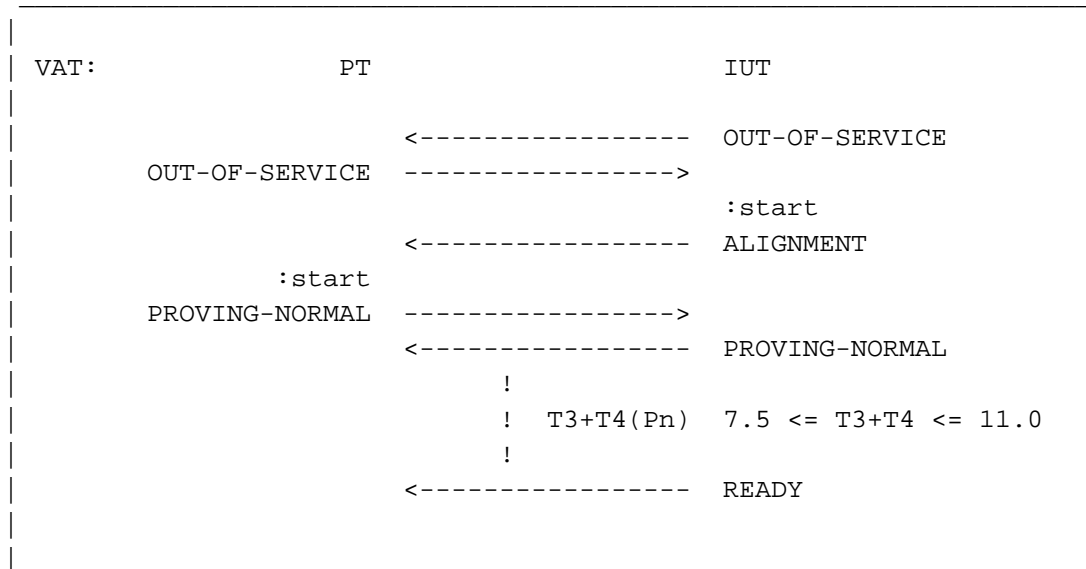 VAT: PT IUT
<----------------- OUT-OF-SERVICE
OUT-OF-SERVICE ----------------->
:start
<----------------- ALIGNMENT
:start
PROVING-NORMAL ----------------->
<----------------- PROVING-NORMAL
!
! T3+T4(Pn) 7.5 <= T3+T4 <= 11.0
!
<----------------- READY